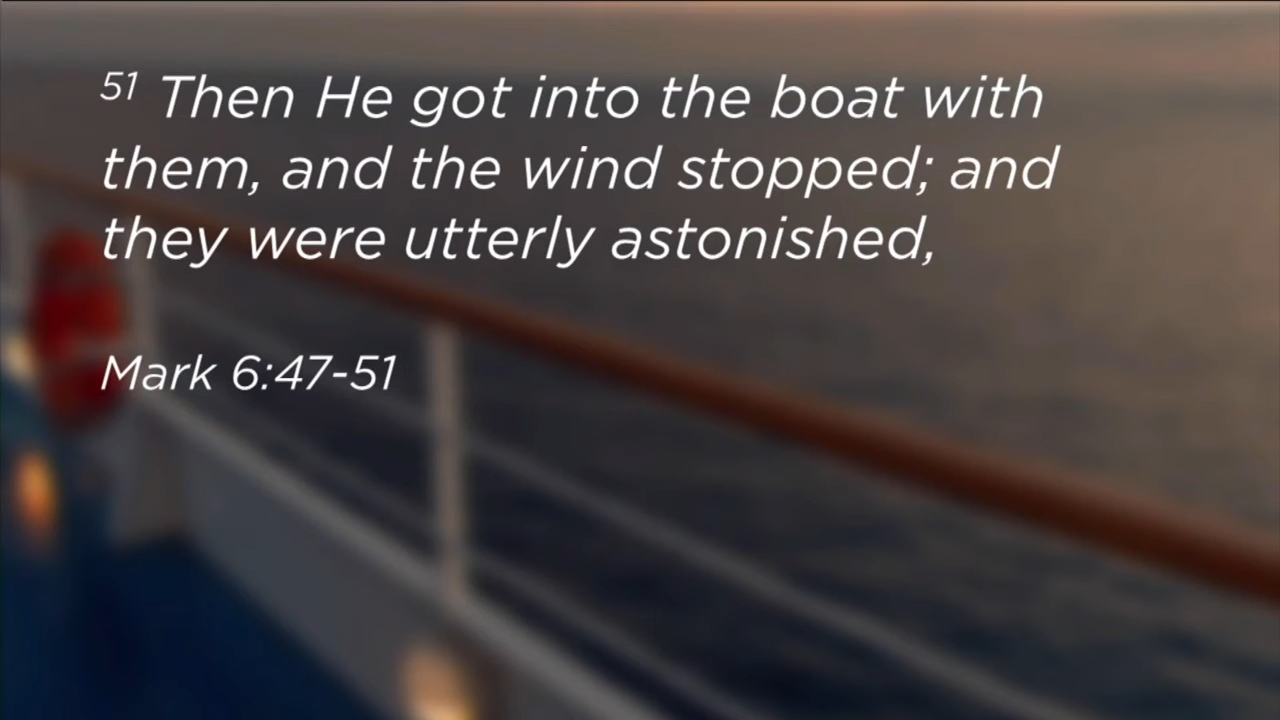 51 Then He got into the boat with
them, and the wind stopped; and
they were utterly astonished,
Mark 6:47-51